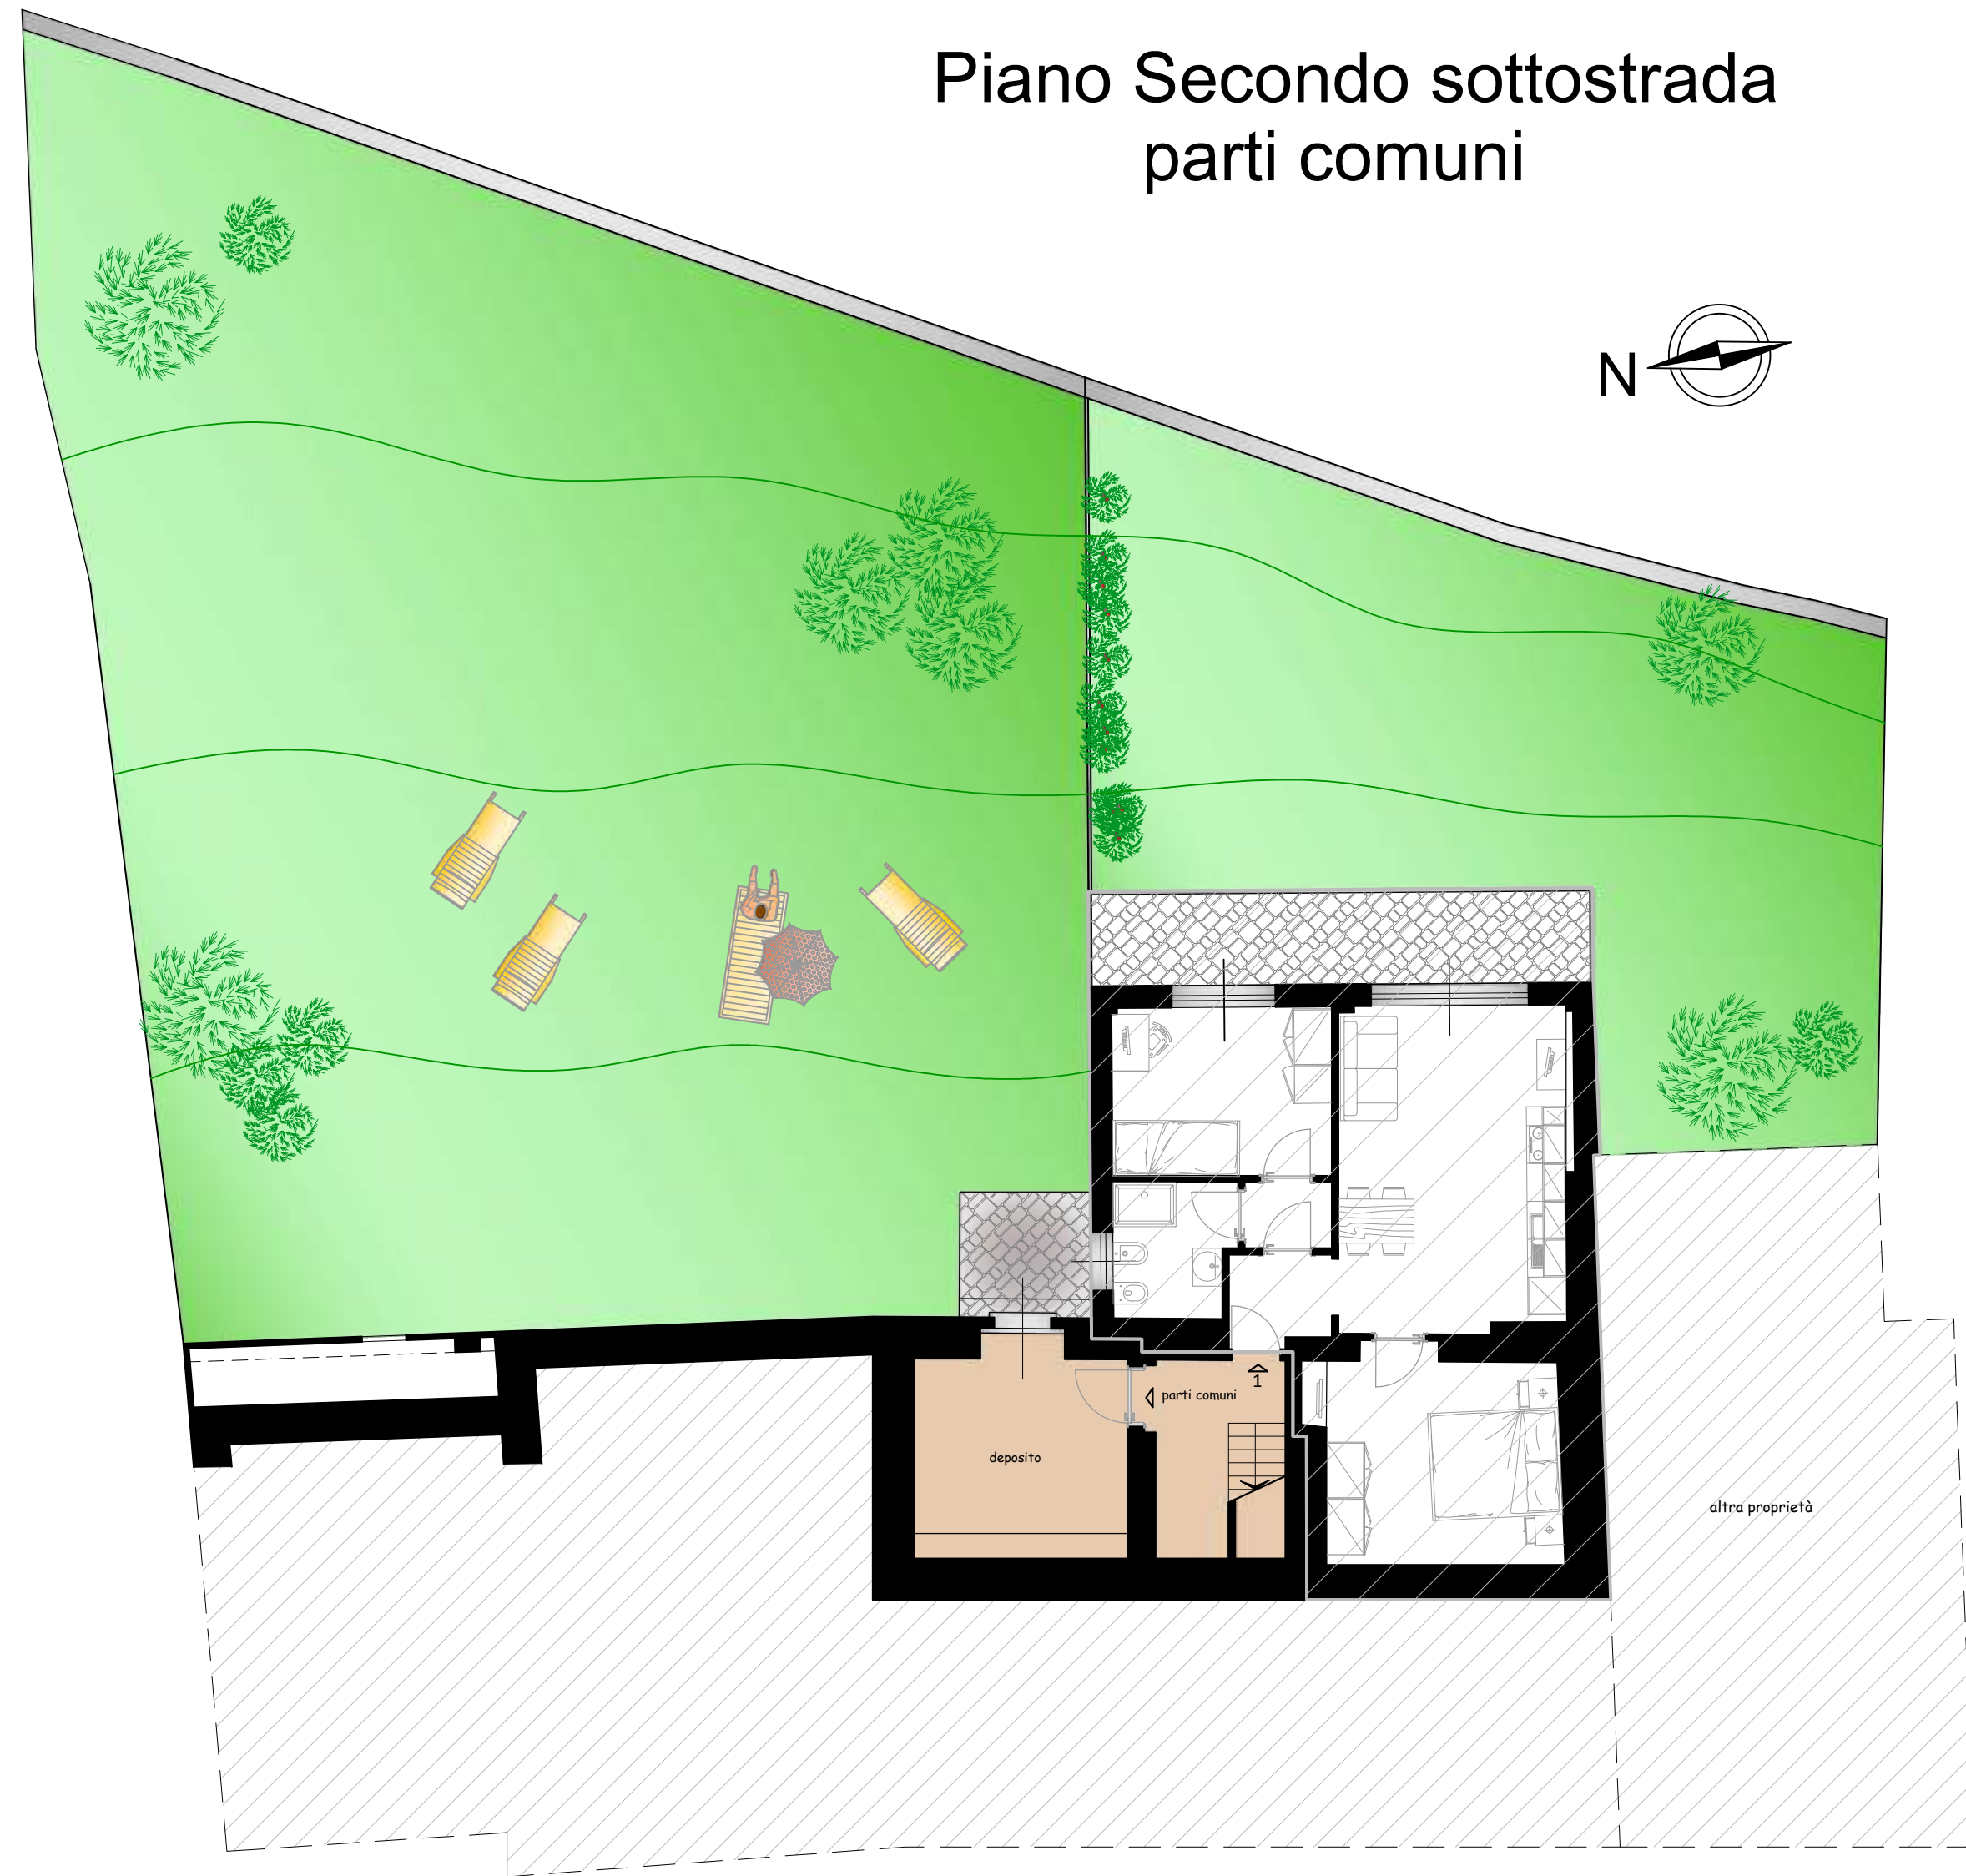 Piano Secondo sottostrada
parti comuni
N
1
parti comuni
deposito
altra proprietà